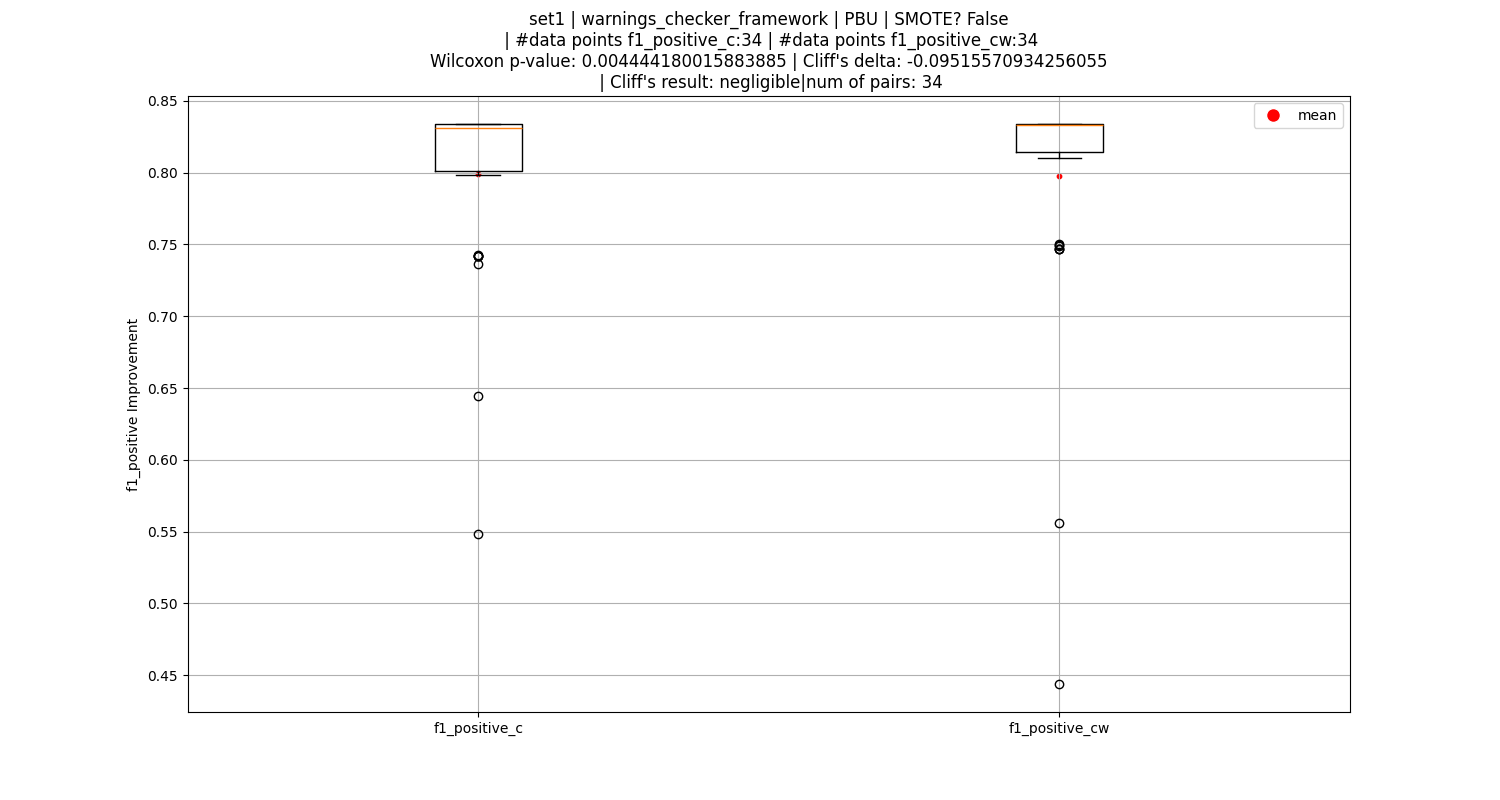 set1 | warnings_checker_framework | PBU | SMOTE? False
| #data points f1_positive_c:34 | #data points f1_positive_cw:34
Wilcoxon p-value: 0.004444180015883885 | Cliff's delta: -0.09515570934256055
| Cliff's result: negligible|num of pairs: 34
mean
0.85
0.80
0.75
0.70
0.65
0.60
0.55
0.50
0.45
f1_positive Improvement
f1_positive_c
f1_positive_cw